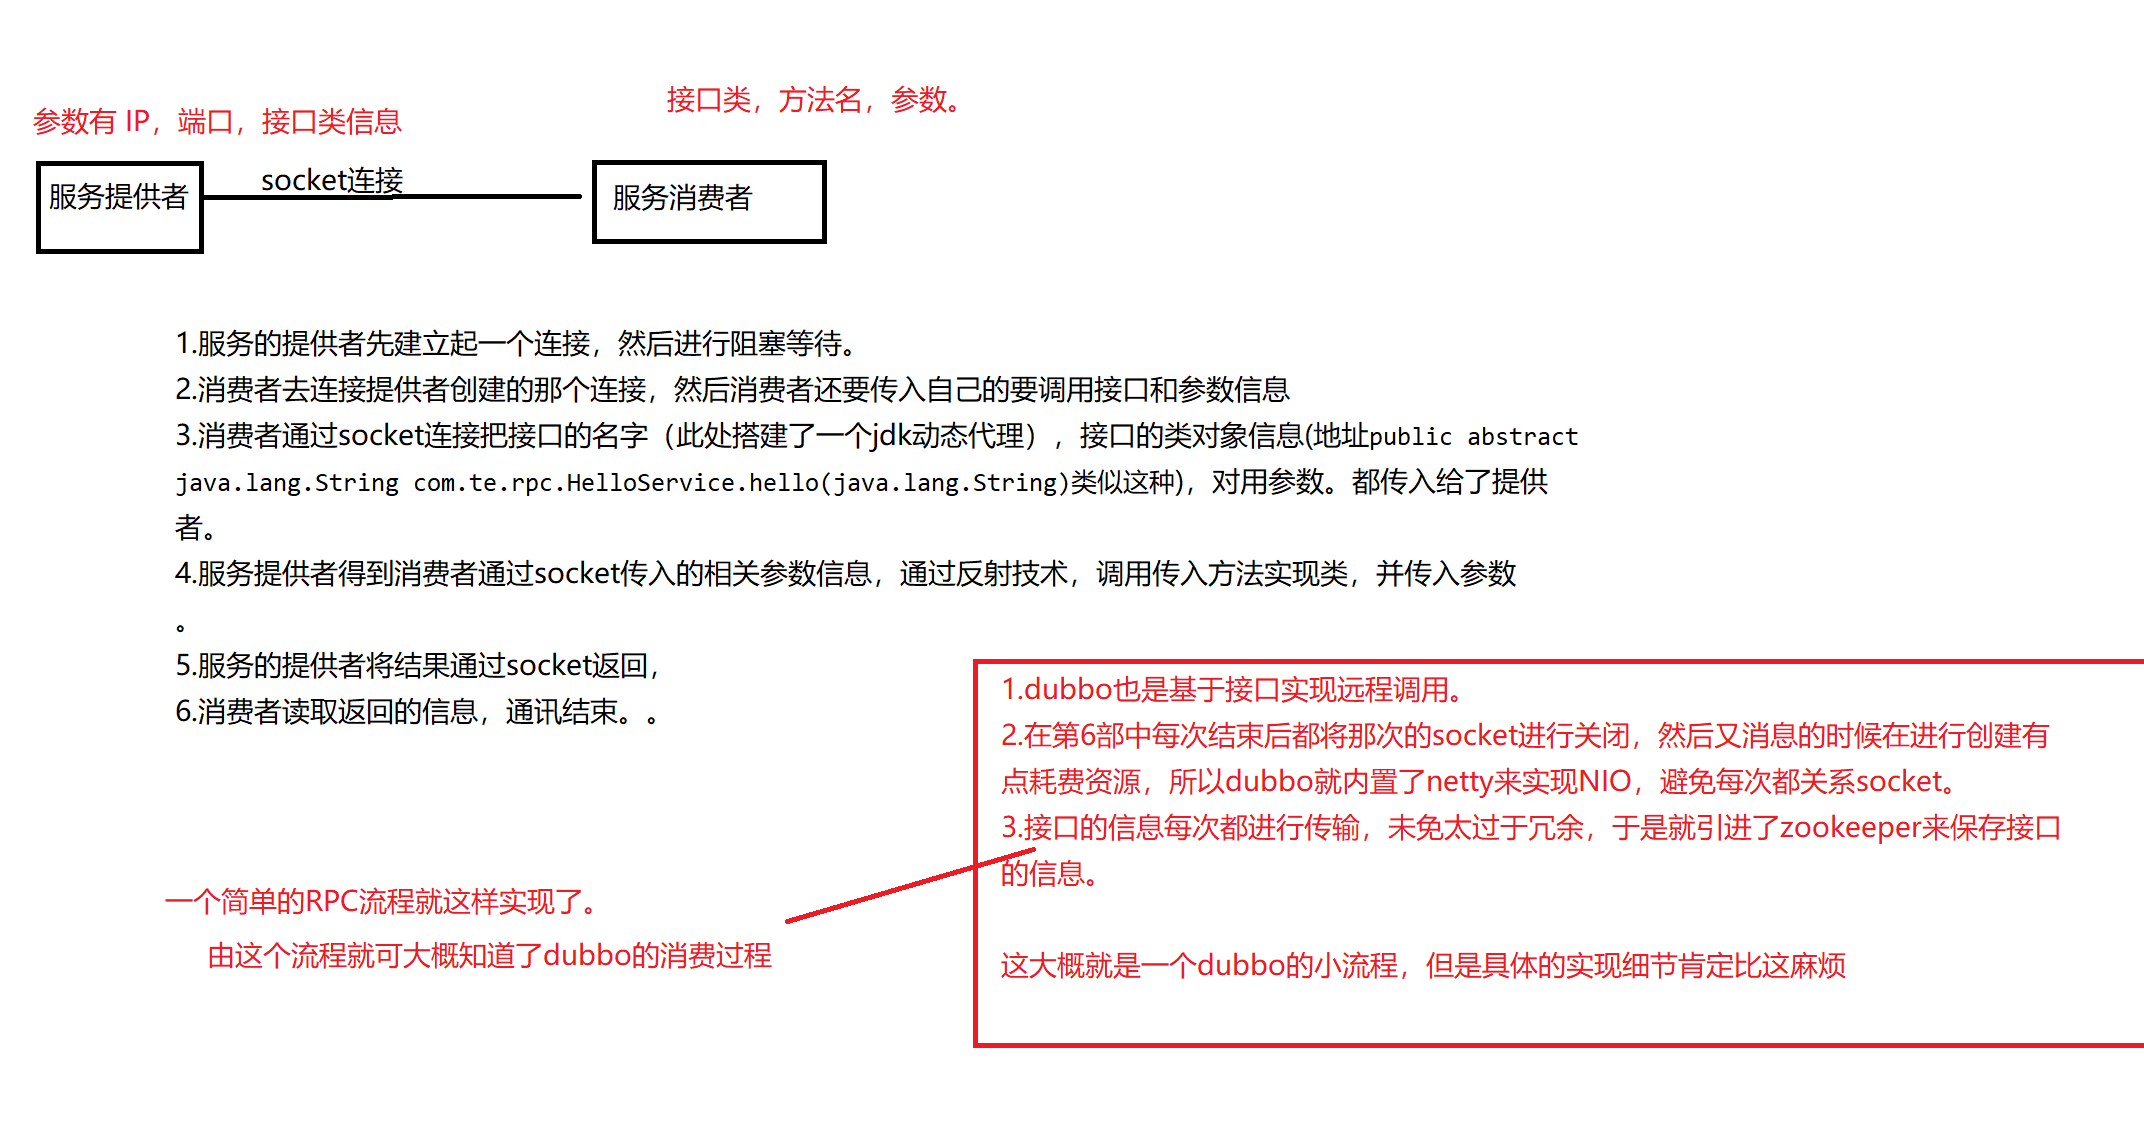 参数有 IP，端口，接口类信息
接口类，方法名，参数。
服务提供者
socket连接
服务消费者
1.服务的提供者先建立起一个连接，然后进行阻塞等待。
2.消费者去连接提供者创建的那个连接，然后消费者还要传入自己的要调用接口和参数信息
3.消费者通过socket连接把接口的名字（此处搭建了一个jdk动态代理），接口的类对象信息(地址public abstract
java.lang.String com.te.rpc.HelloService.hello(java.lang.String)类似这种)，对用参数。都传入给了提供
者。
4.服务提供者得到消费者通过socket传入的相关参数信息，通过反射技术，调用传入方法实现类，并传入参数
。
5.服务的提供者将结果通过socket返回，
6.消费者读取返回的信息，通讯结束。。
一个简单的RPC流程就这样实现了。
由这个流程就可大概知道了dubbo的消费过程
1.dubbo也是基于接口实现远程调用。
2.在第6部中每次结束后都将那次的socket进行关闭，然后又消息的时候在进行创建有
点耗费资源，所以dubbo就内置了netty来实现NIO，避免每次都关系socket。
3.接口的信息每次都进行传输，未免太过于冗余，于是就引进了zookeeper来保存接口
的信息。
这大概就是一个dubbo的小流程，但是具体的实现细节肯定比这麻烦